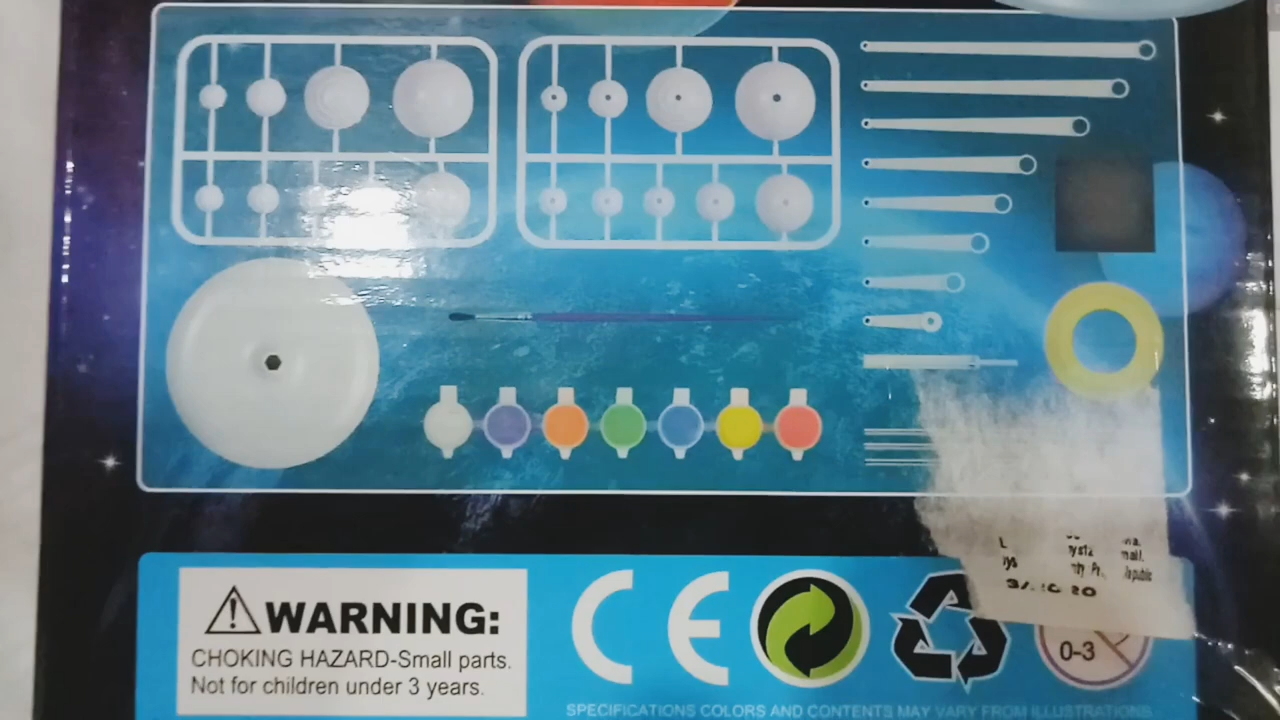 WARNING:
CHOKING HAZARD-Small parts.
Not for children under 3 years.
CE
0-3
SPECIFICATIONS COLORS AND CONTENTS MAY VARY FROM ILLUSTRATIONS